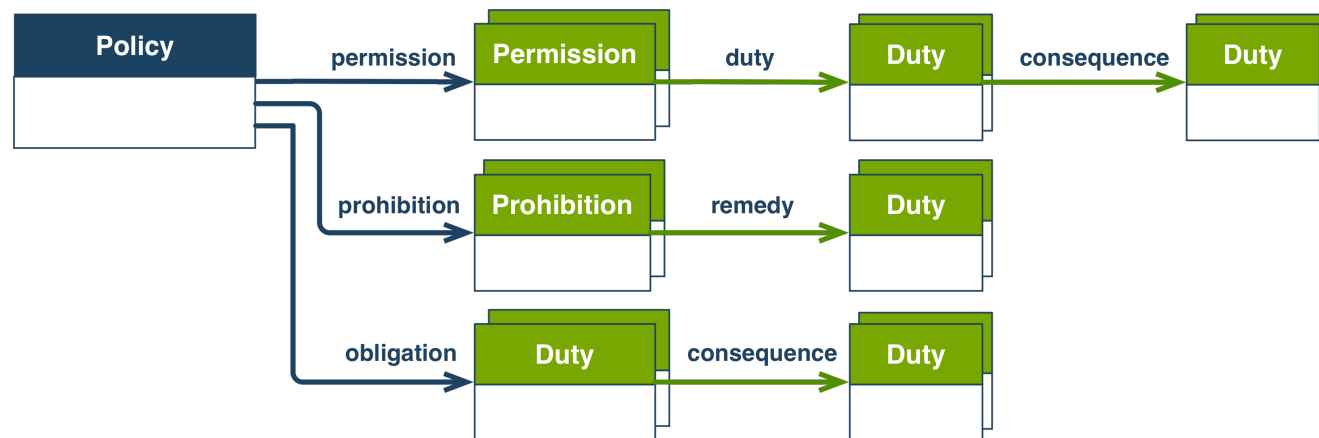 Policy
permission
Permission
duty
Duty
consequence
Duty
prohibition
Prohibition
remedy
Duty
obligation
Duty
consequence
Duty